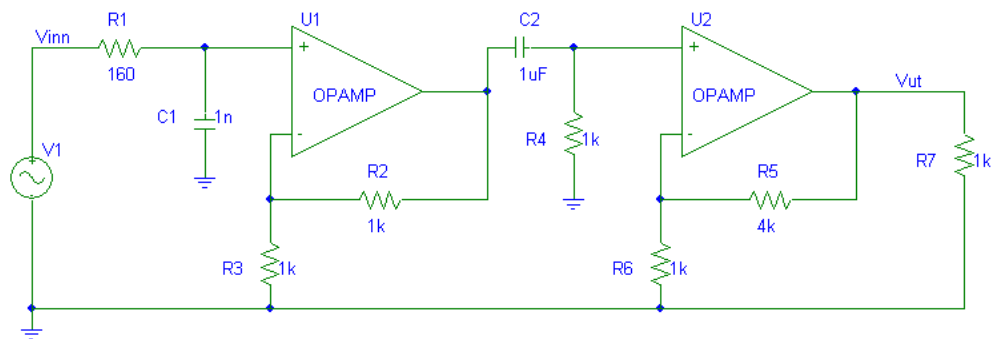 Vinn
R1
160
C1
1n
V1
U1
+
OPAMP
-
R2
1k
R3
1k
C2
1uF
R4
1k
U2
+
OPAMP
-
R5
4k
R6
1k
Vut
R7
1k